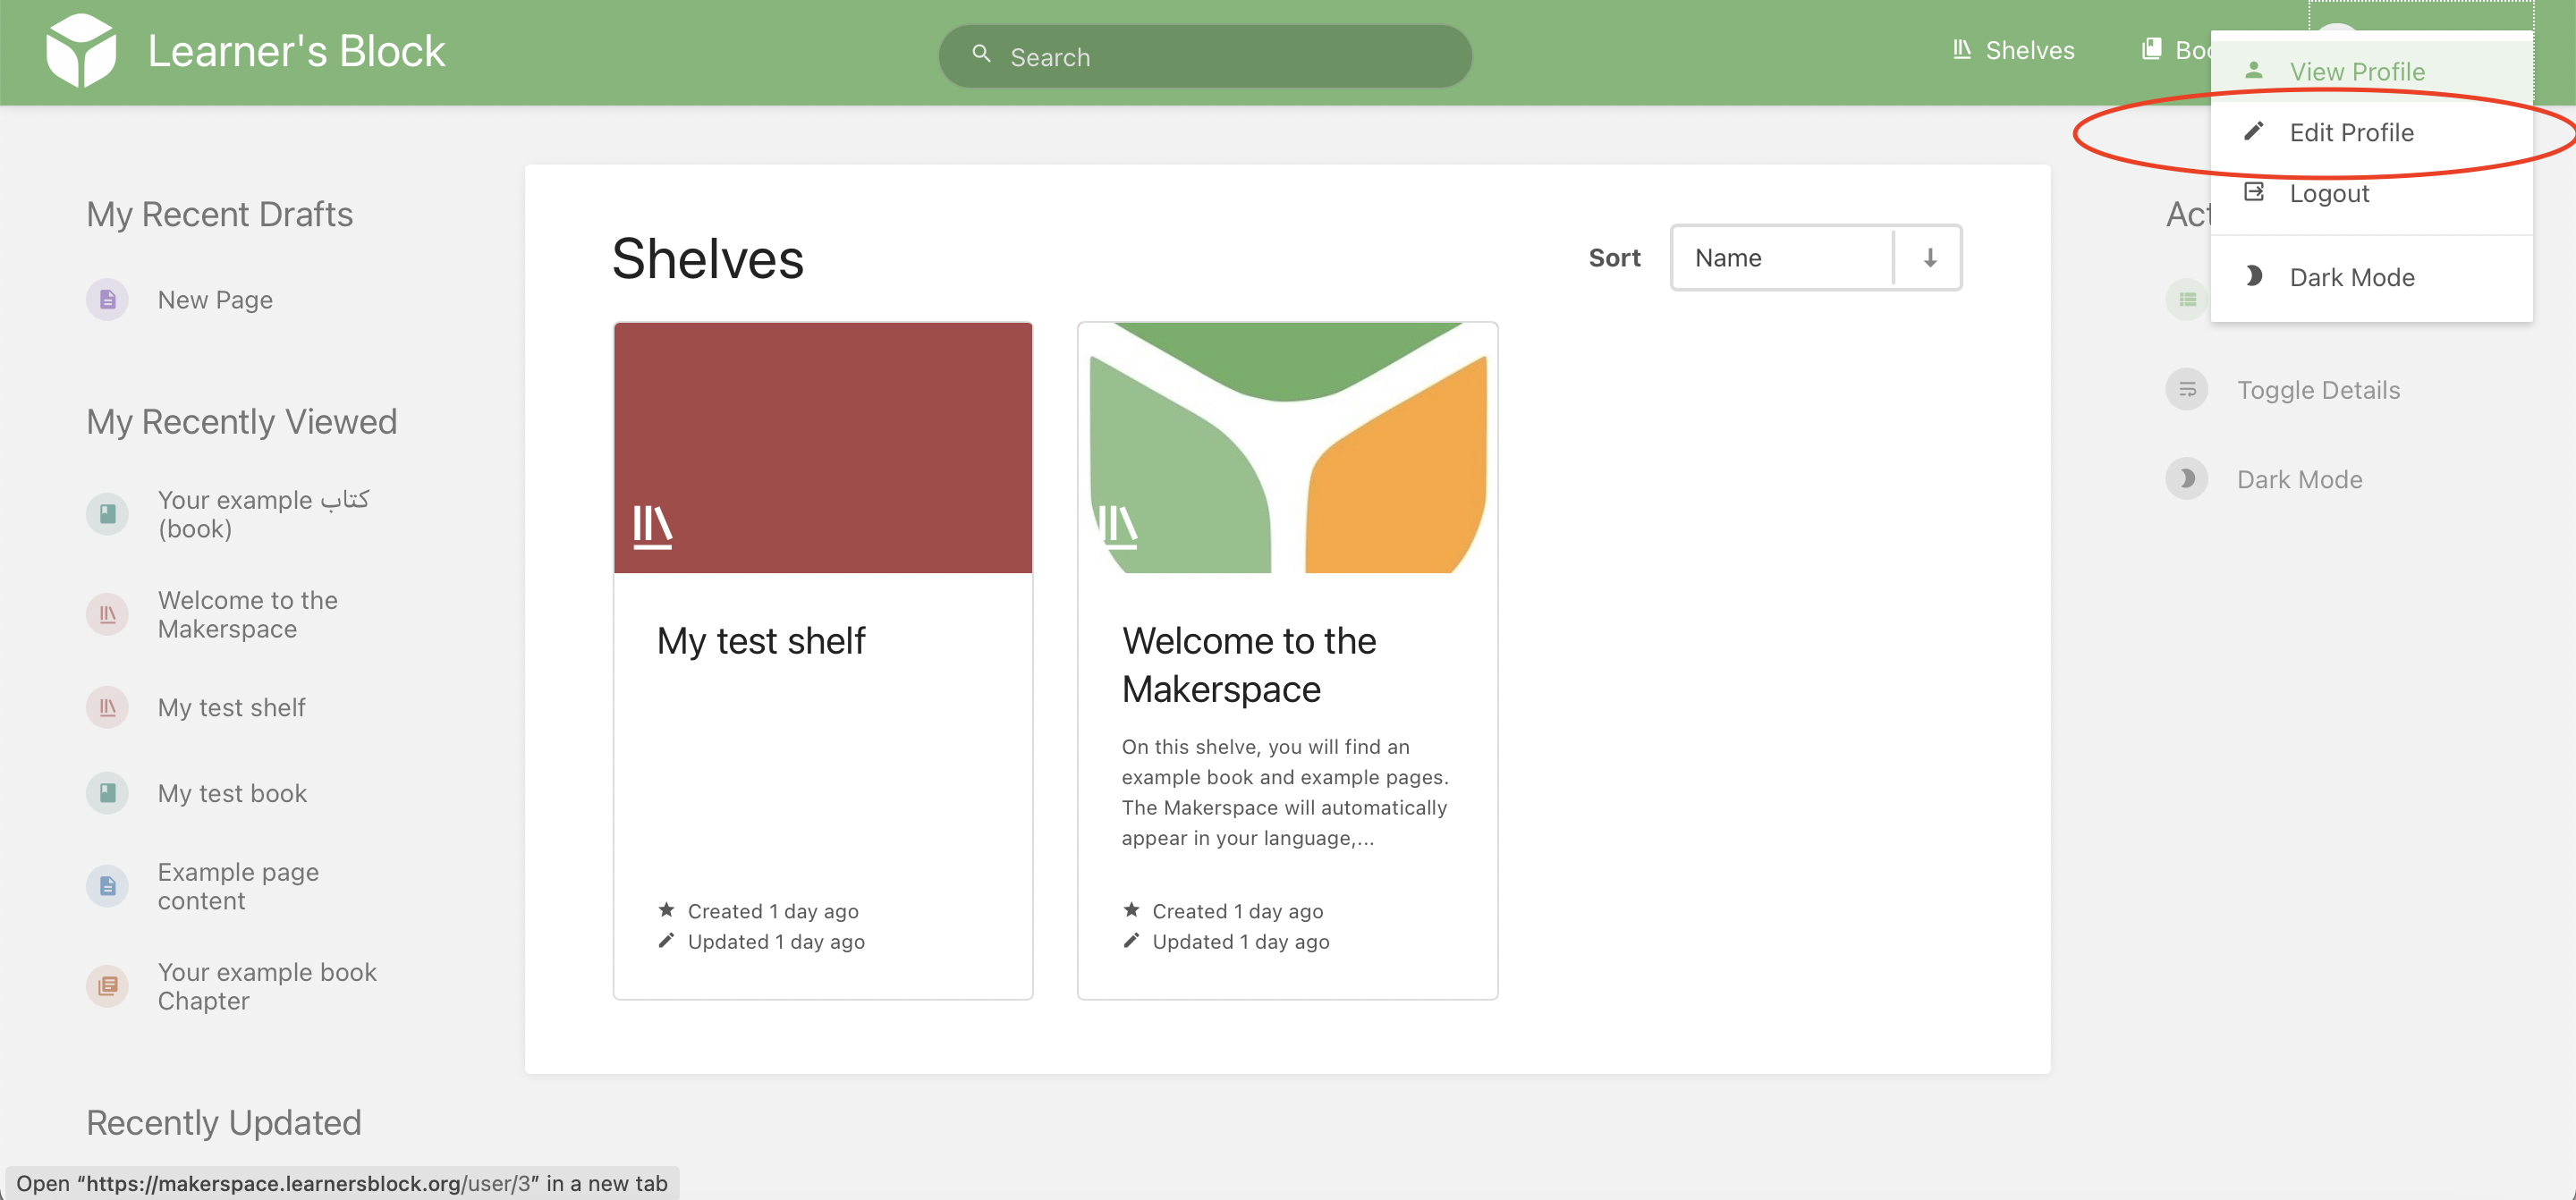 Learner's Block
Search
Shelves
View Profile
Edit Profile
Logout
Dark Mode
My Recent Drafts
New Page
My Recently Viewed
Your example کتاب
(book)
Welcome to the
Makerspace
My test shelf
My test book
Example page
content
Your example book
Chapter
Recently Updated
Shelves
Sort
Name
My test shelf
Created 1 day ago
Updated 1 day ago
Welcome to the
Makerspace
On this shelve, you will find an
example book and example pages.
The Makerspace will automatically
appear in your language,...
Created 1 day ago
Updated 1 day ago
Toggle Details
Dark Mode
Open “https://makerspace.learnersblock.org/user/3” in a new tab